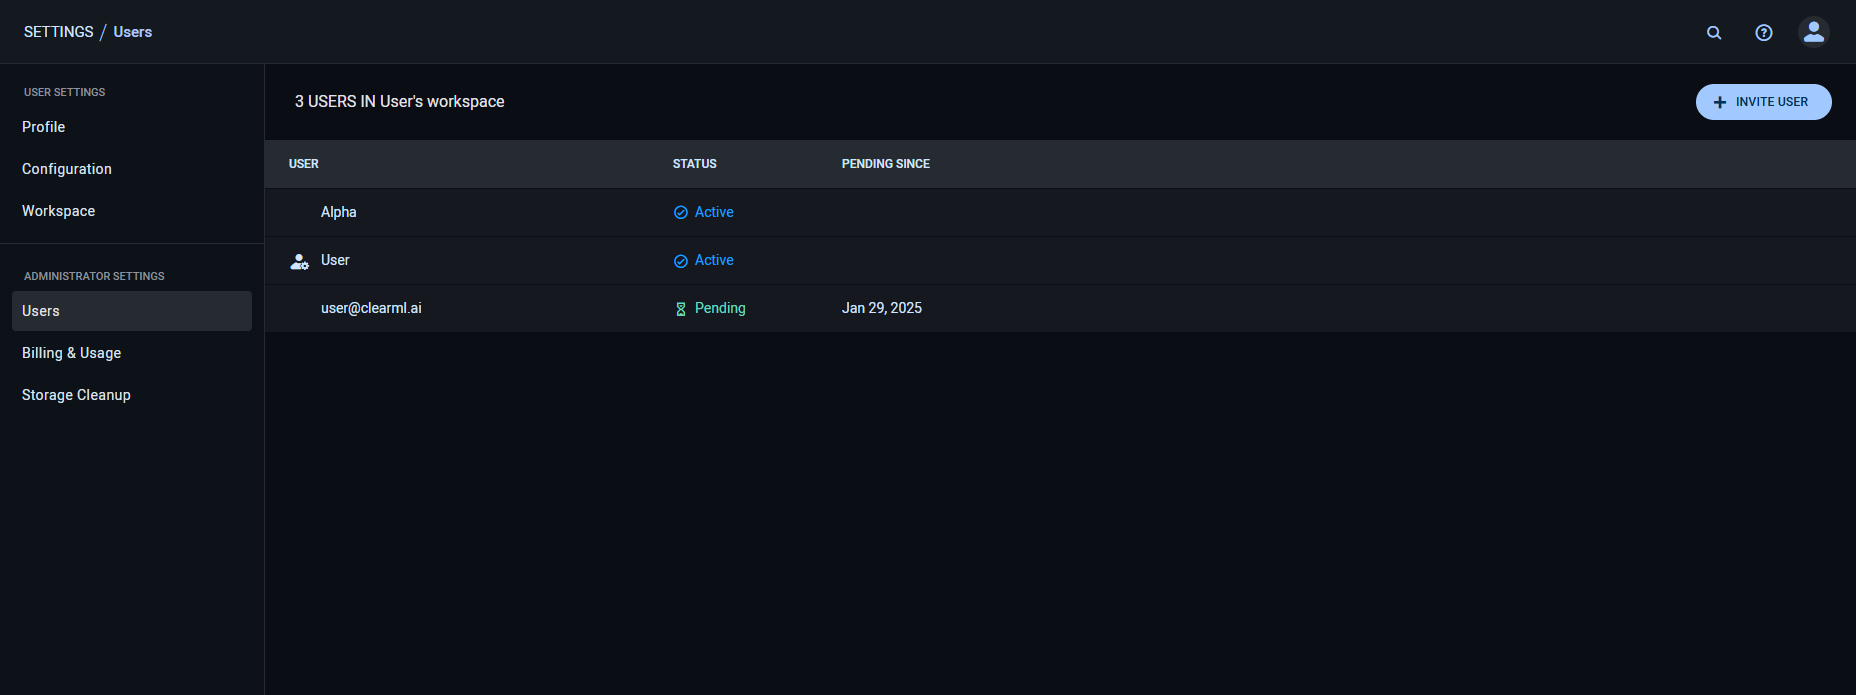 SETTINGS / Users
USER SETTINGS
Profile
Configuration
Workspace
ADMINISTRATOR SETTINGS
Users
Billing & Usage
Storage Cleanup
3 USERS IN User's workspace
INVITE USER
USER STATUS PENDING SINCE
Alpha Active
User Active
user@clearml.ai Pending Jan 29, 2025